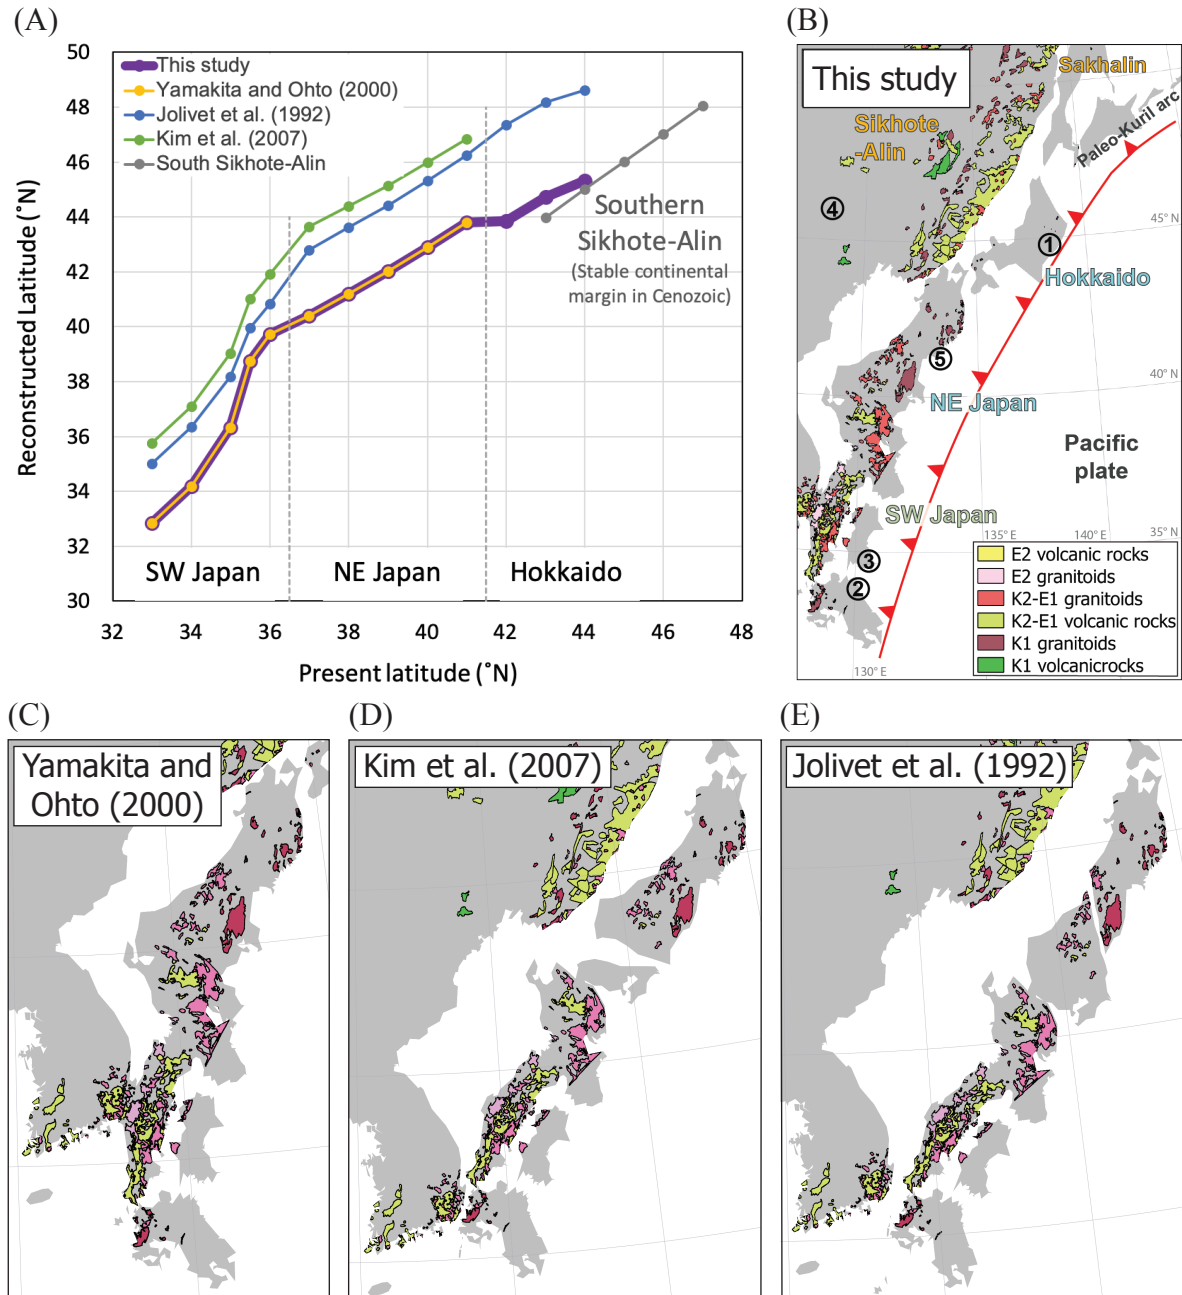 (A)
50
48
46
44
42
40
38
36
34
32
30
Reconstructed Latitude (˚N)
This study
Yamakita and Ohto (2000)
Jolivet et al. (1992)
Kim et al. (2007)
South Sikhote-Alin
Southern
Sikhote-Alin
(Stable continental
margin in Cenozoic)
SW Japan
NE Japan
Hokkaido
32
34
36
38
40
42
44
46
48
Present latitude (˚N)
(B)
This study
Sakhalin
Sikhote
-Alin
Paleo-Kuril arc
④
45° N
①
Hokkaido
⑤
40° N
NE Japan
Pacific
plate
SW Japan
135° E
140° E
35° N
③
②
130° E
E2 volcanic rocks
E2 granitoids
K2-E1 granitoids
K2-E1 volcanic rocks
K1 granitoids
K1 volcanicrocks
(C)
Yamakita and
Ohto (2000)
(D)
Kim et al. (2007)
(E)
Jolivet et al. (1992)